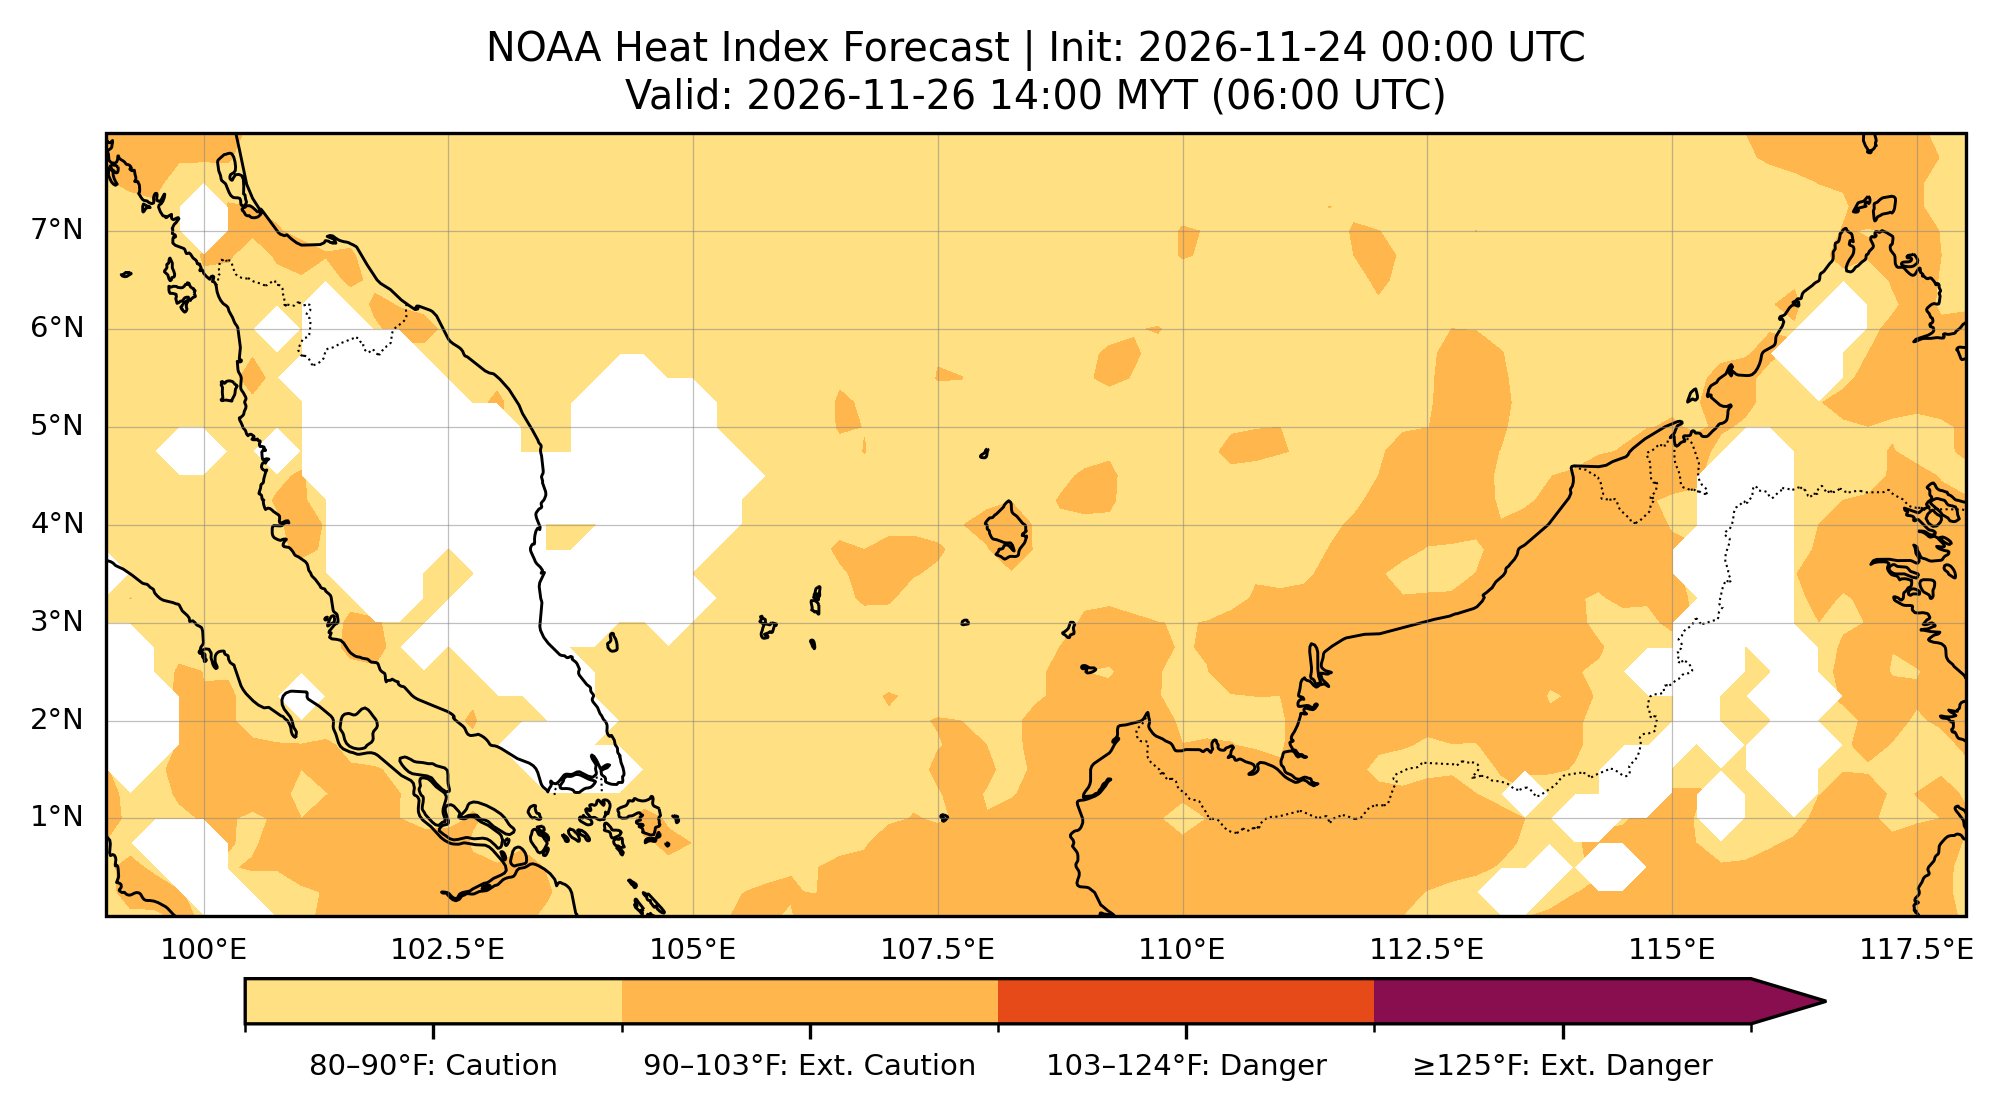 NOAA Heat Index Forecast | Init: 2026-11-24 00:00 UTC
Valid: 2026-11-26 14:00 MYT (06:00 UTC)
7°N
6°N
5°N
4°N
3°N
2°N
1°N
100°E
102.5°E
105°E
107.5°E
110°E
112.5°E
115°E
117.5°E
80–90°F: Caution
90–103°F: Ext. Caution
103–124°F: Danger
≥125°F: Ext. Danger